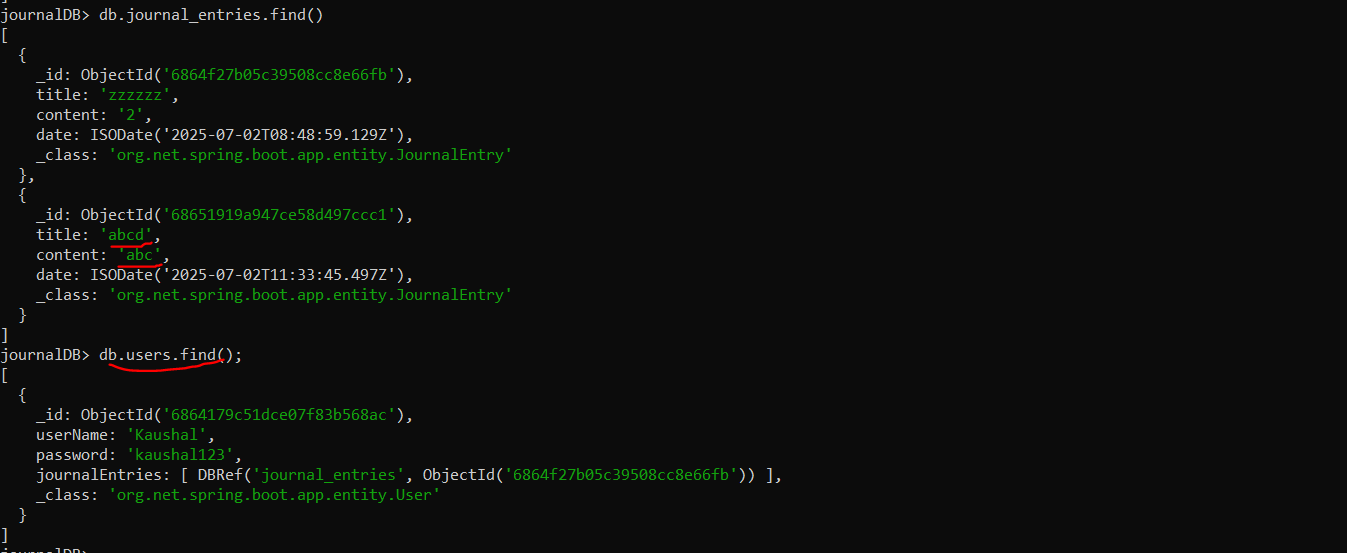 journalDB> db.journal_entries.find()
[
  {
    _id: ObjectId('6864f27b05c39508cc8e66fb'),
    title: 'zzzzzz',
    content: '2',
    date: ISODate('2025-07-02T08:48:59.129Z'),
    _class: 'org.net.spring.boot.app.entity.JournalEntry'
  },
  {
    _id: ObjectId('68651919a947ce58d497ccc1'),
    title: 'abcd',
    content: 'abc',
    date: ISODate('2025-07-02T11:33:45.497Z'),
    _class: 'org.net.spring.boot.app.entity.JournalEntry'
  }
]
journalDB> db.users.find();
[
  {
    _id: ObjectId('6864179c51dce07f83b568ac'),
    userName: 'Kaushal',
    password: 'kaushal123',
    journalEntries: [ DBRef('journal_entries', ObjectId('6864f27b05c39508cc8e66fb')) ],
    _class: 'org.net.spring.boot.app.entity.User'
  }
]
journalDB>